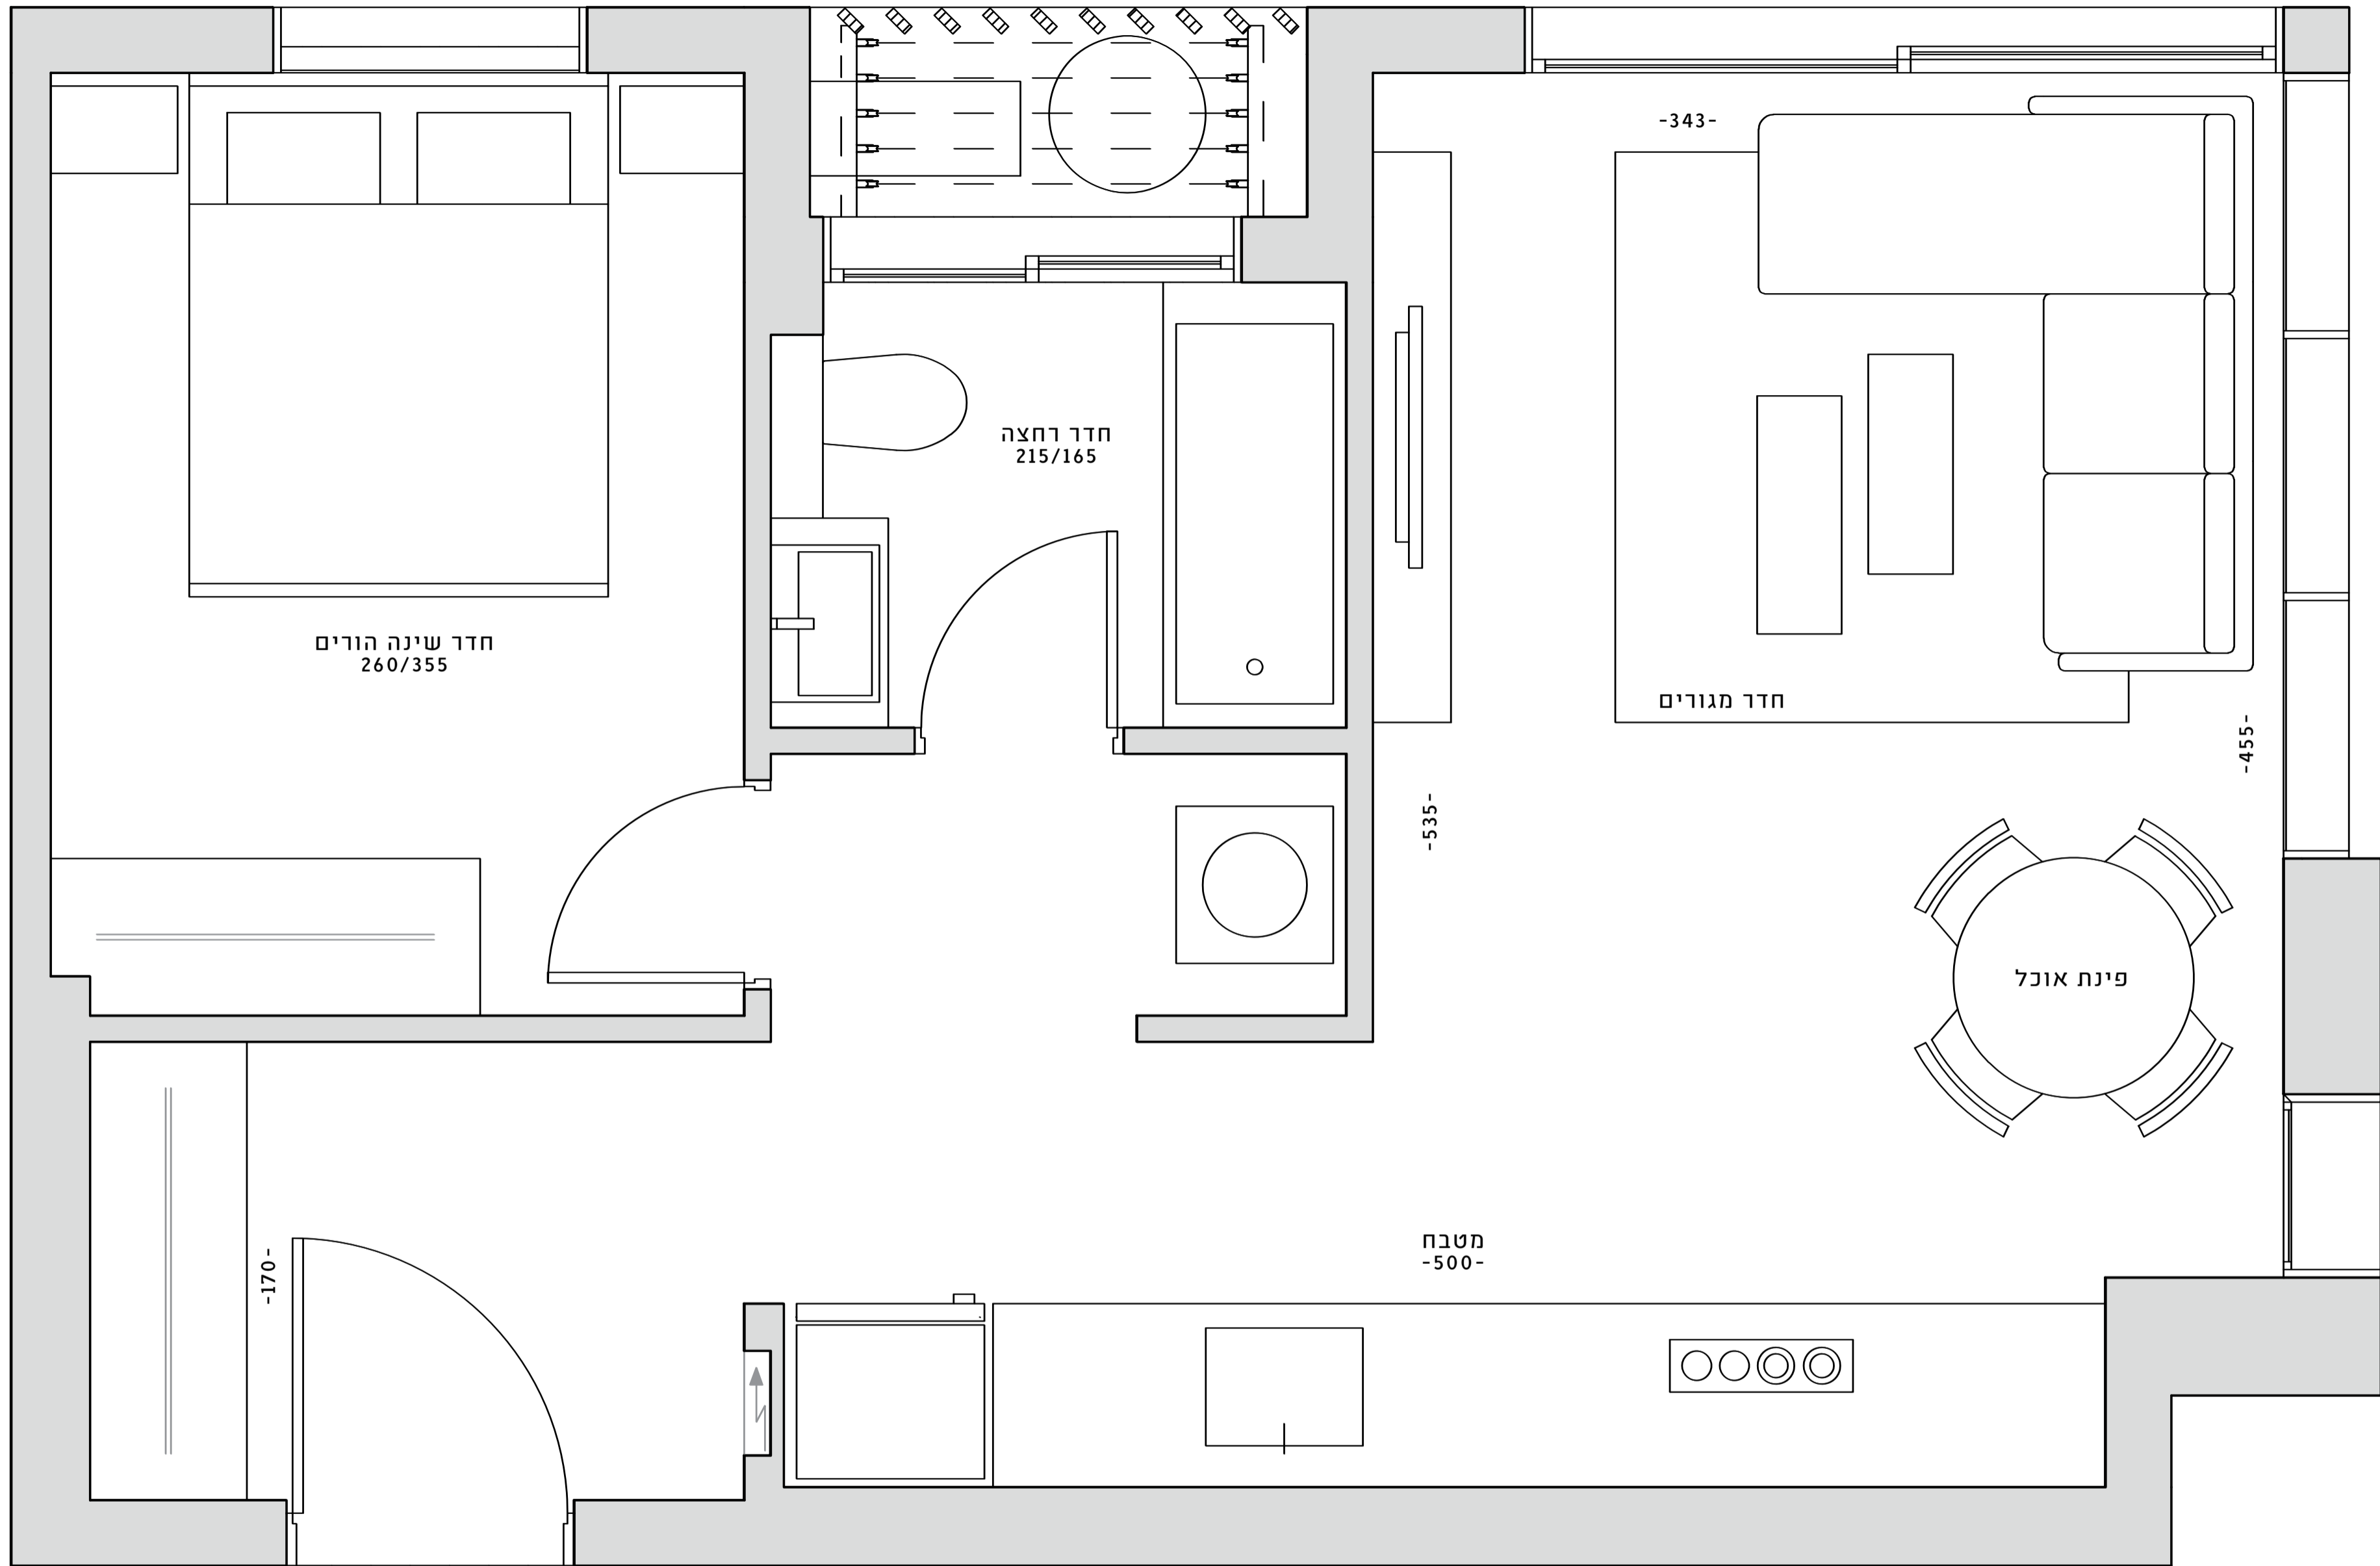 -343-
חדר רחצה
215/165
חדר שינה הורים
260/355
חדר מגורים
-455-
-535-
פינת אוכל
מטבח
-500-
-170-